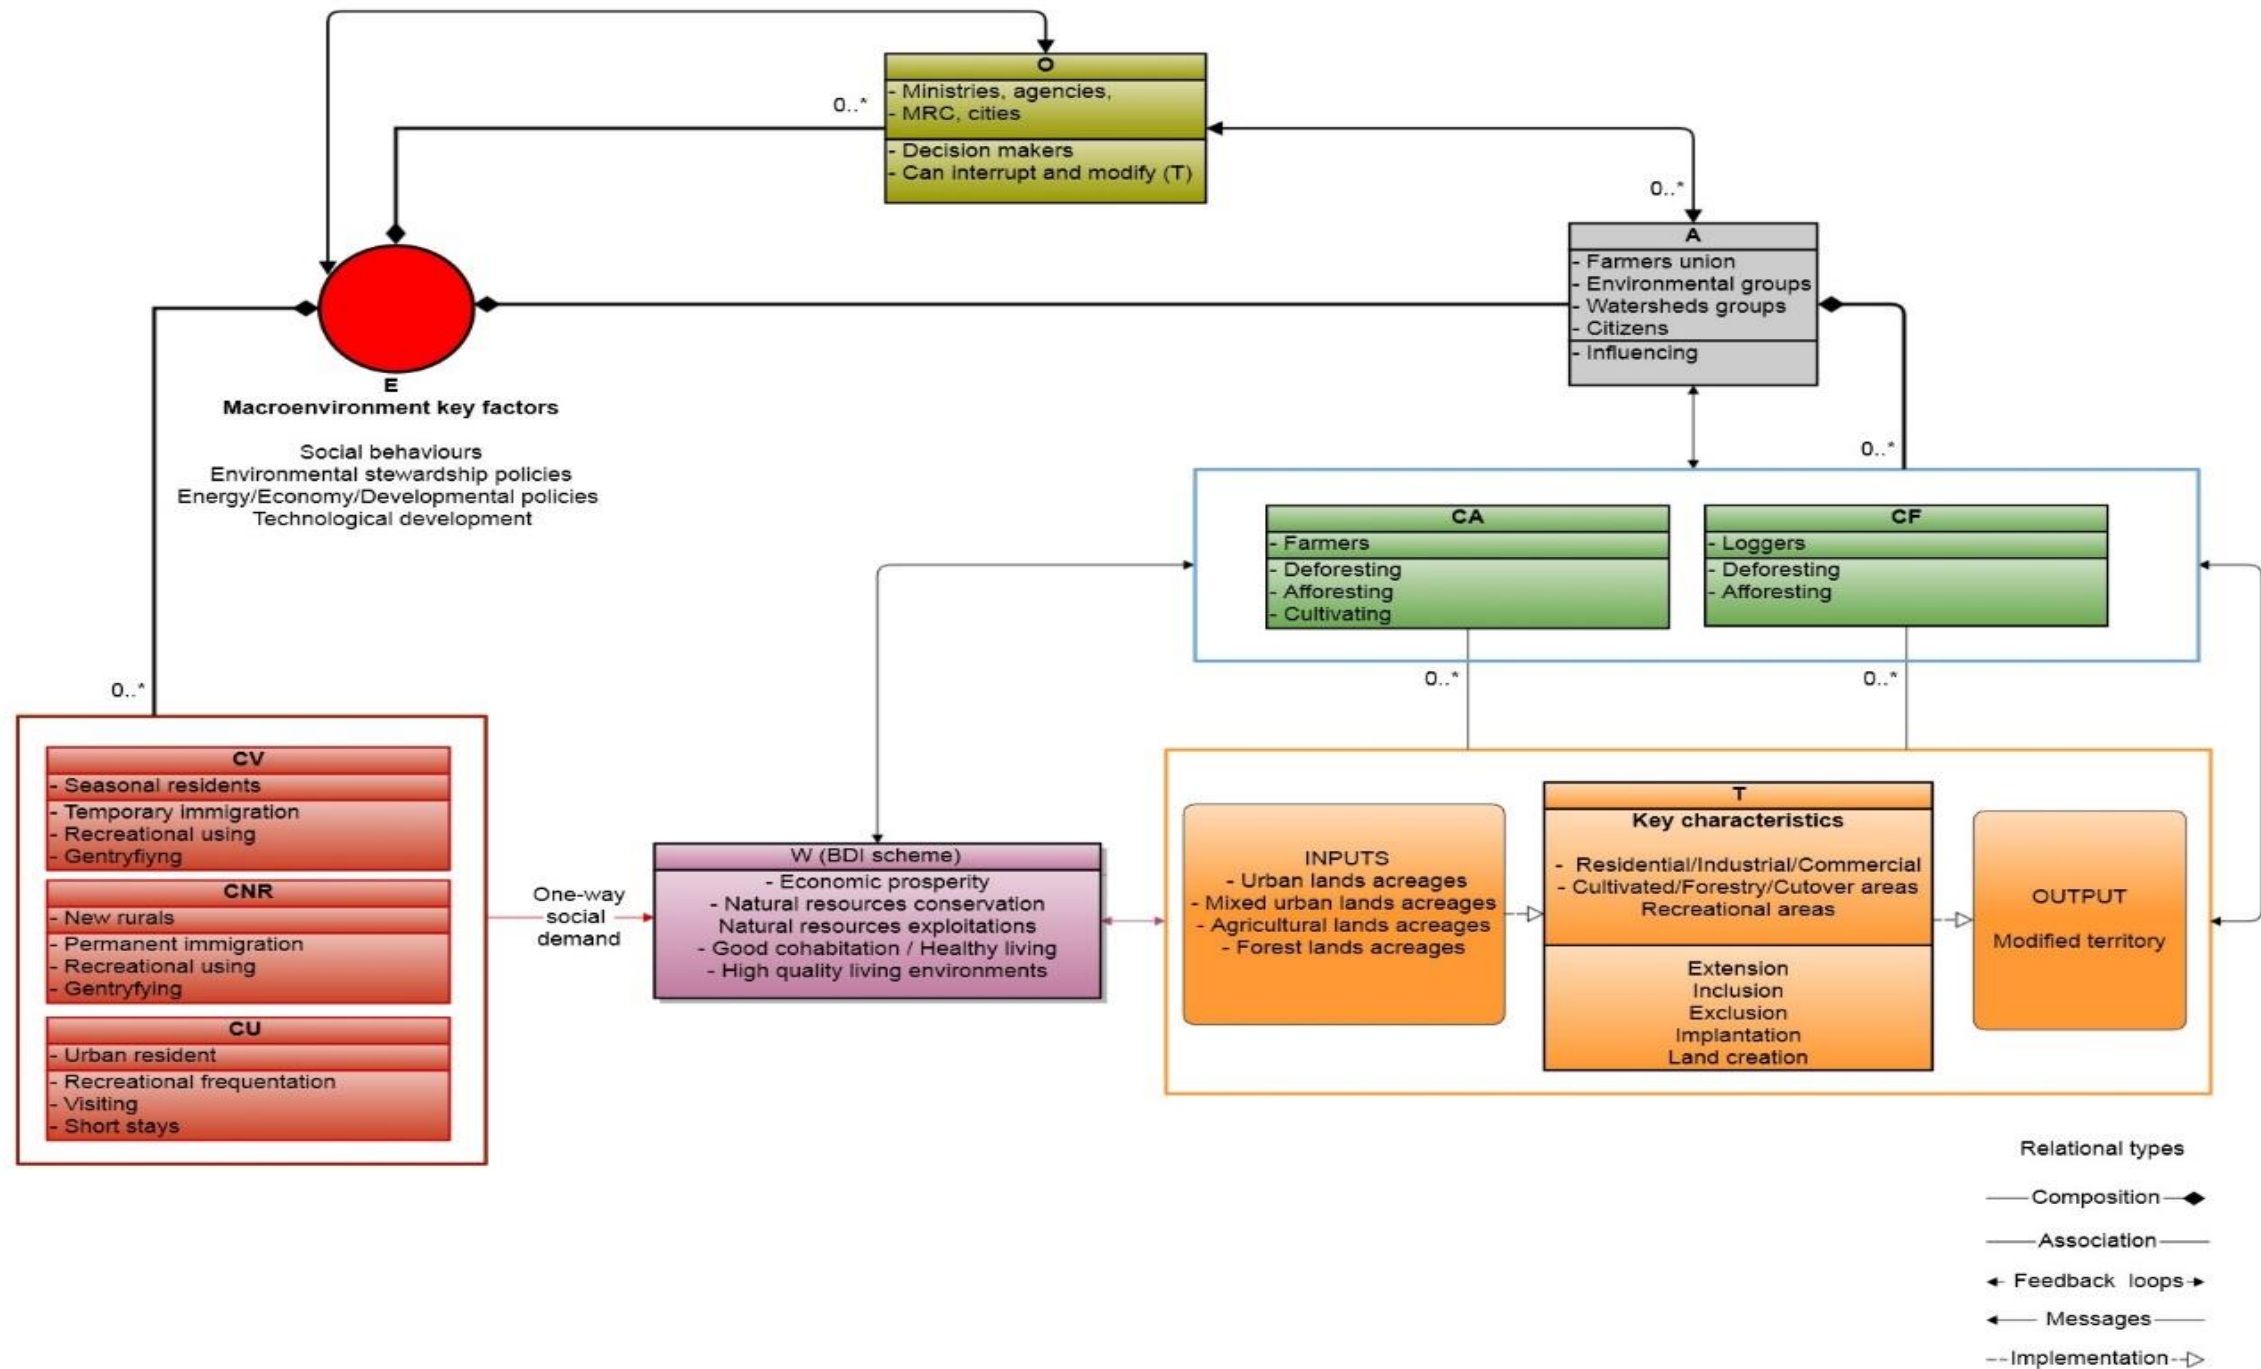 O
- Ministries, agencies,
- MRC, cities
- Decision makers
- Can interrupt and modify (T)
0..*
0..*
A
- Farmers union
- Environmental groups
- Watersheds groups
- Citizens
- Influencing
E
Macroenvironment key factors
Social behaviours
Environmental stewardship policies
Energy/Economy/Developmental policies
Technological development
0..*
CA
- Farmers
- Deforesting
- Afforesting
- Cultivating
CF
- Loggers
- Deforesting
- Afforesting
0..*
0..*
0..*
CV
- Seasonal residents
- Temporary immigration
- Recreational using
- Gentryfiyng
CNR
- New rurals
- Permanent immigration
- Recreational using
- Gentryfying
CU
- Urban resident
- Recreational frequentation
- Visiting
- Short stays
One-way
social
demand
W (BDI scheme)
- Economic prosperity
- Natural resources conservation
Natural resources exploitations
- Good cohabitation / Healthy living
- High quality living environments
INPUTS
- Urban lands acreages
- Mixed urban lands acreages
- Agricultural lands acreages
- Forest lands acreages
T
Key characteristics
- Residential/Industrial/Commercial
- Cultivated/Forestry/Cutover areas
Recreational areas
Extension
Inclusion
Exclusion
Implantation
Land creation
OUTPUT
Modified territory
Relational types
Composition
Association
Feedback loops
Messages
Implementation